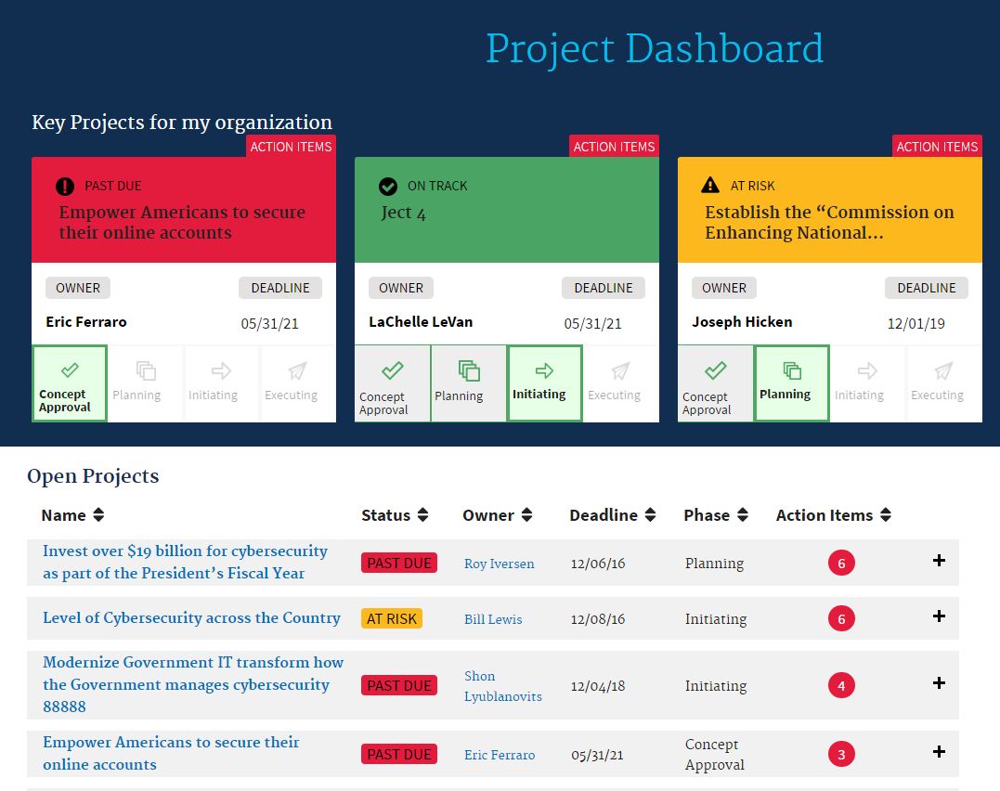 Project Dashboard
Key Projects for my organization
ACTION ITEMS
PAST DUE
Empower Americans to secure
their online accounts
OWNER
DEADLINE
Eric Ferraro
05/31/21
Concept
Approval
Planning
Initiating
Executing
ACTION ITEMS
ON TRACK
Ject 4
OWNER
DEADLINE
LaChelle LeVan
05/31/21
Concept
Approval
Planning
Initiating
Executing
ACTION ITEMS
AT RISK
Establish the “Commission on
Enhancing National...
OWNER
DEADLINE
Joseph Hicken
12/01/19
Concept
Approval
Planning
Initiating
Executing
Open Projects
Name Status Owner Deadline Phase Action Items
Invest over $19 billion for cybersecurity
as part of the President’s Fiscal Year
PAST DUE
Roy Iversen
12/06/16
Planning
6
Level of Cybersecurity across the Country
AT RISK
Bill Lewis
12/08/16
Initiating
6
Modernize Government IT transform how
the Government manages cybersecurity
88888
PAST DUE
Shon
Lyublanovits
12/04/18
Initiating
4
Empower Americans to secure their
online accounts
PAST DUE
Eric Ferraro
05/31/21
Concept
Approval
3